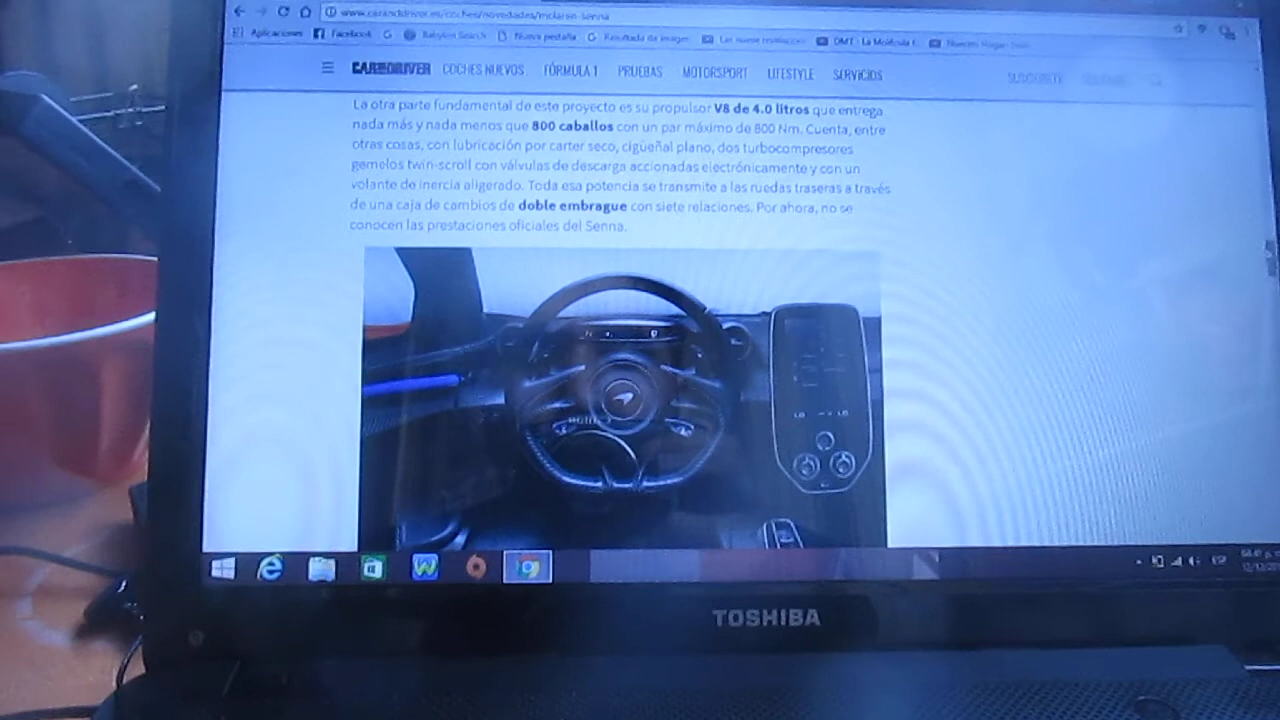 www.caranddriver.es/coches/novedades/mclaren-senna
Aplicaciones Facebook Babylon Search Nueva pestaña Resultado de imagen DMT: La Molécula
CARANDDRIVER COCHES NUEVOS FÓRMULA 1 PRUEBAS MOTORSPORT LIFESTYLE SERVICIOS SUSCRÍBETE
La otra parte fundamental de este proyecto es su propulsor V8 de 4.0 litros que entrega
nada más y nada menos que 800 caballos con un par máximo de 800 Nm. Cuenta, entre
otras cosas, con lubricación por carter seco, cigüeñal plano, dos turbocompresores
gemelos twin-scroll con válvulas de descarga accionadas electrónicamente y con un
volante de inercia aligerado. Toda esa potencia se transmite a las ruedas traseras a través
de una caja de cambios de doble embrague con siete relaciones. Por ahora, no se
conocen las prestaciones oficiales del Senna.
ESP
TOSHIBA